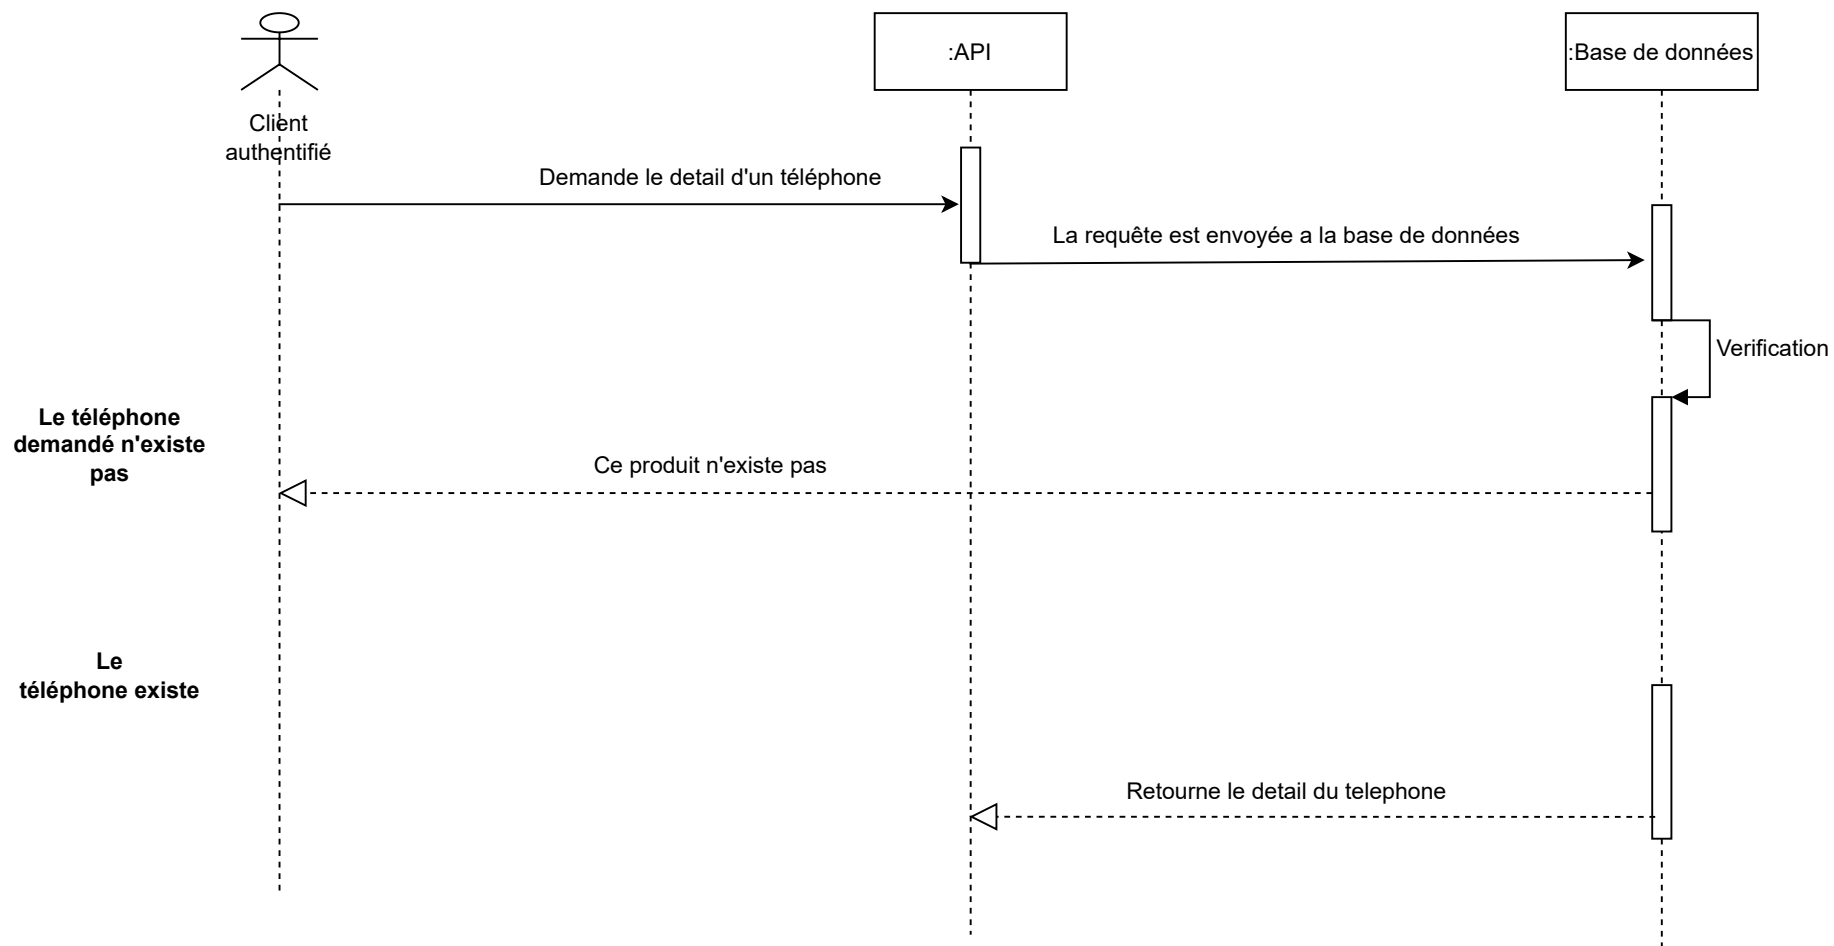 :API
:Base de données
Client
authentifié
Demande le detail d'un téléphone
La requête est envoyée a la base de données
Verification
Le téléphone
demandé n'existe
pas
Ce produit n'existe pas
Le
téléphone existe
Retourne le detail du telephone